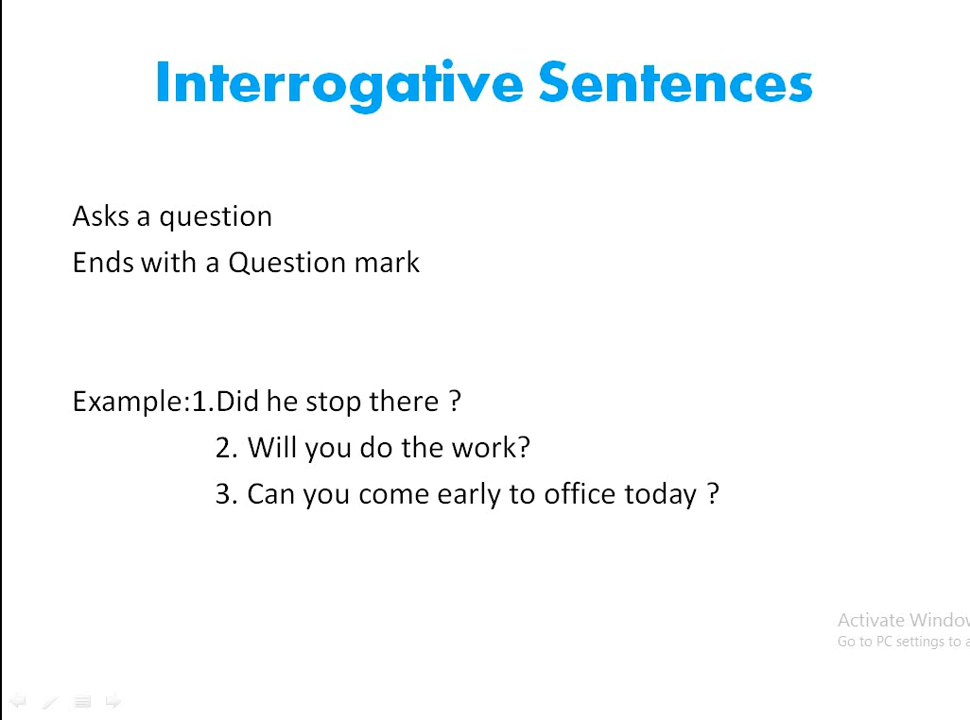 Interrogative Sentences
Asks a question
Ends with a Question mark
Example:1.Did he stop there ?
2. Will you do the work?
3. Can you come early to office today ?
Activate Window
Go to PC settings to a